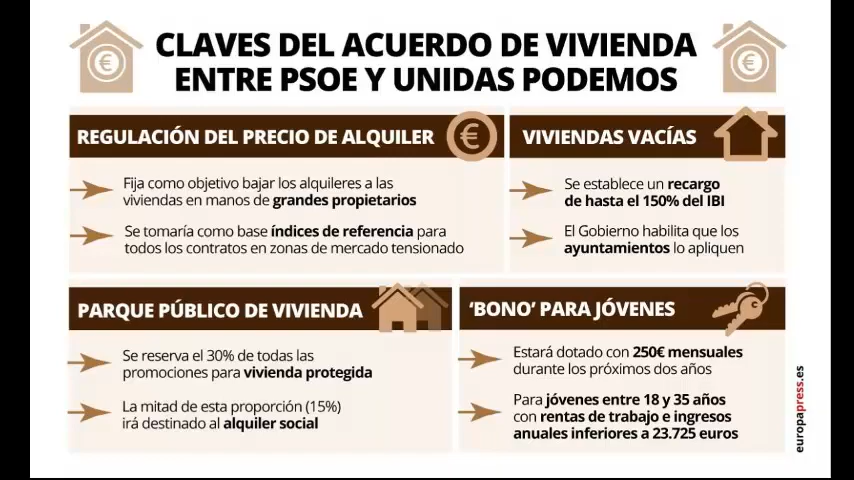 CLAVES DEL ACUERDO DE VIVIENDA
ENTRE PSOE Y UNIDAS PODEMOS
REGULACIÓN DEL PRECIO DE ALQUILER
€
Fija como objetivo bajar los alquileres a las
viviendas en manos de grandes propietarios
Se tomaría como base índices de referencia para
todos los contratos en zonas de mercado tensionado
VIVIENDAS VACÍAS
Se establece un recargo
de hasta el 150% del IBI
El Gobierno habilita que los
ayuntamientos lo apliquen
PARQUE PÚBLICO DE VIVIENDA
Se reserva el 30% de todas las
promociones para vivienda protegida
La mitad de esta proporción (15%)
irá destinado al alquiler social
‘BONO’ PARA JÓVENES
Estará dotado con 250€ mensuales
durante los próximos dos años
Para jóvenes entre 18 y 35 años
con rentas de trabajo e ingresos
anuales inferiores a 23.725 euros
europapress.es